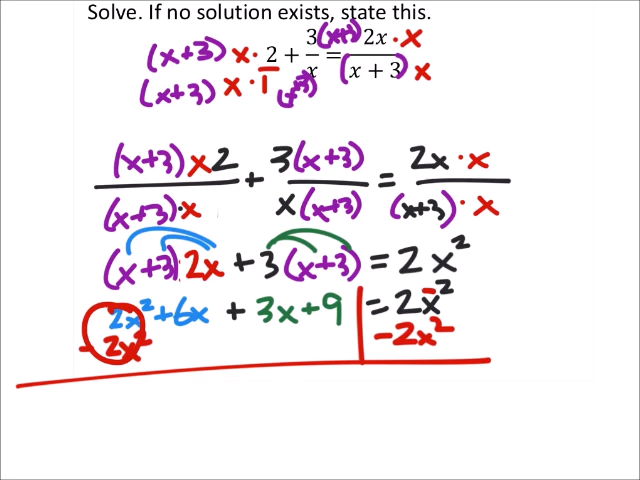 Solve. If no solution exists, state this.
(x+3) x · 2 + 3 (x+3) = 2x · x
(x+3) x · 1 x (x+3) (x + 3) x
(x+3) x 2 + 3 (x+3) = 2x · x
(x+3) · x x (x+3) (x+3) · x
(x+3) 2x + 3 (x+3) = 2x²
2x² + 6x + 3x + 9 = 2x²
- 2x² - 2x²